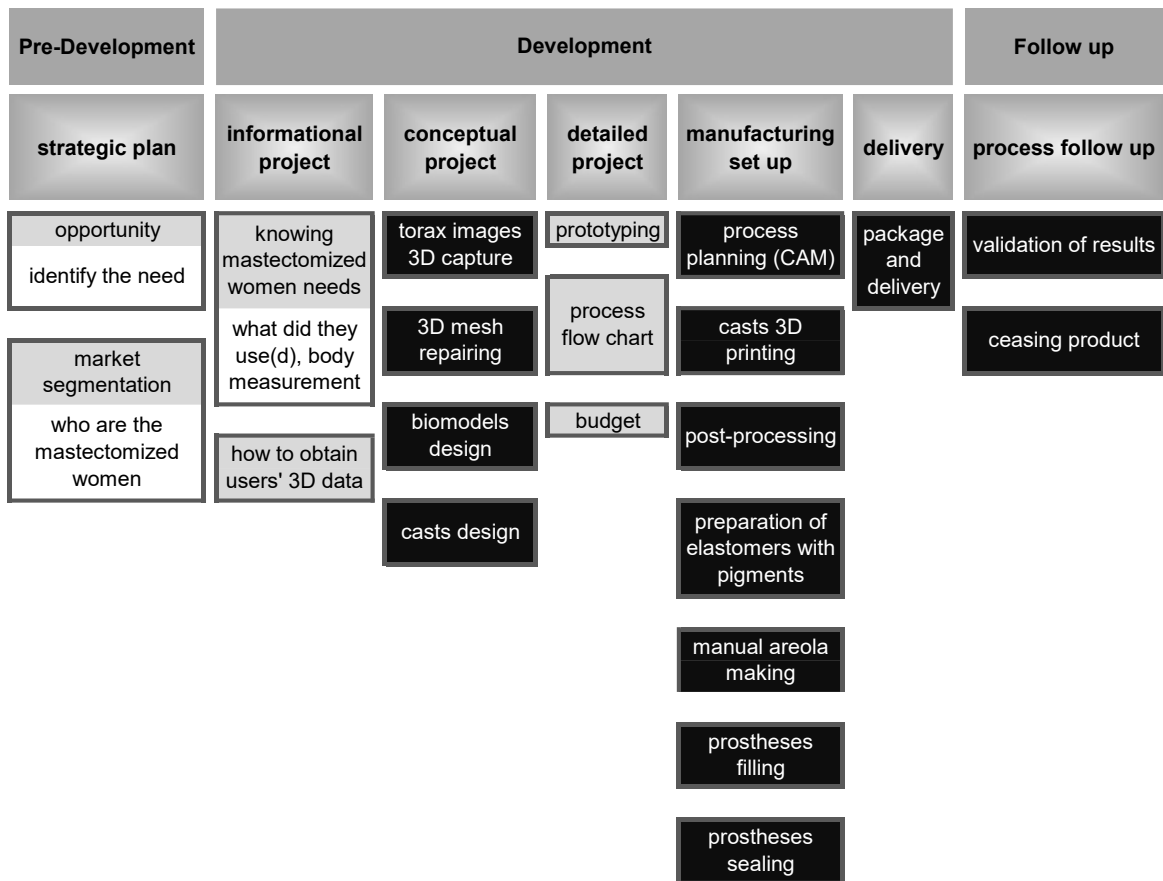 Pre-Development
Development
Follow up
strategic plan
informational
project
conceptual
project
detailed
project
manufacturing
set up
delivery
process follow up
opportunity
identify the need
market
segmentation
who are the
mastectomized
women
knowing
mastectomized
women needs
what did they
use(d), body
measurement
how to obtain
users' 3D data
torax images
3D capture
3D mesh
repairing
biomodels
design
casts design
prototyping
process
flow chart
budget
process
planning (CAM)
casts 3D
printing
post-processing
preparation of
elastomers with
pigments
manual areola
making
prostheses
filling
prostheses
sealing
package
and
delivery
validation of results
ceasing product